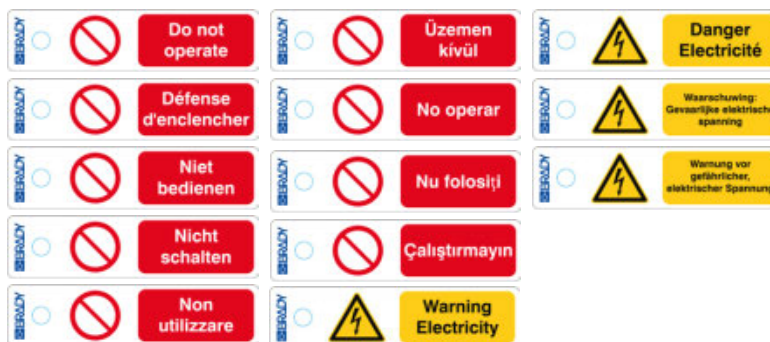 BRADY
Do not
operate
BRADY
Défense
d'enclencher
BRADY
Niet
bedienen
BRADY
Nicht
schalten
BRADY
Non
utilizzare
BRADY
Üzemen
kívül
BRADY
No operar
BRADY
Nu folosiți
BRADY
Çalıştırmayın
BRADY
Warning
Electricity
BRADY
Danger
Electricité
BRADY
Waarschuwing:
Gevaarlijke elektrische
spanning
BRADY
Warnung vor
gefährlicher,
elektrischer Spannung